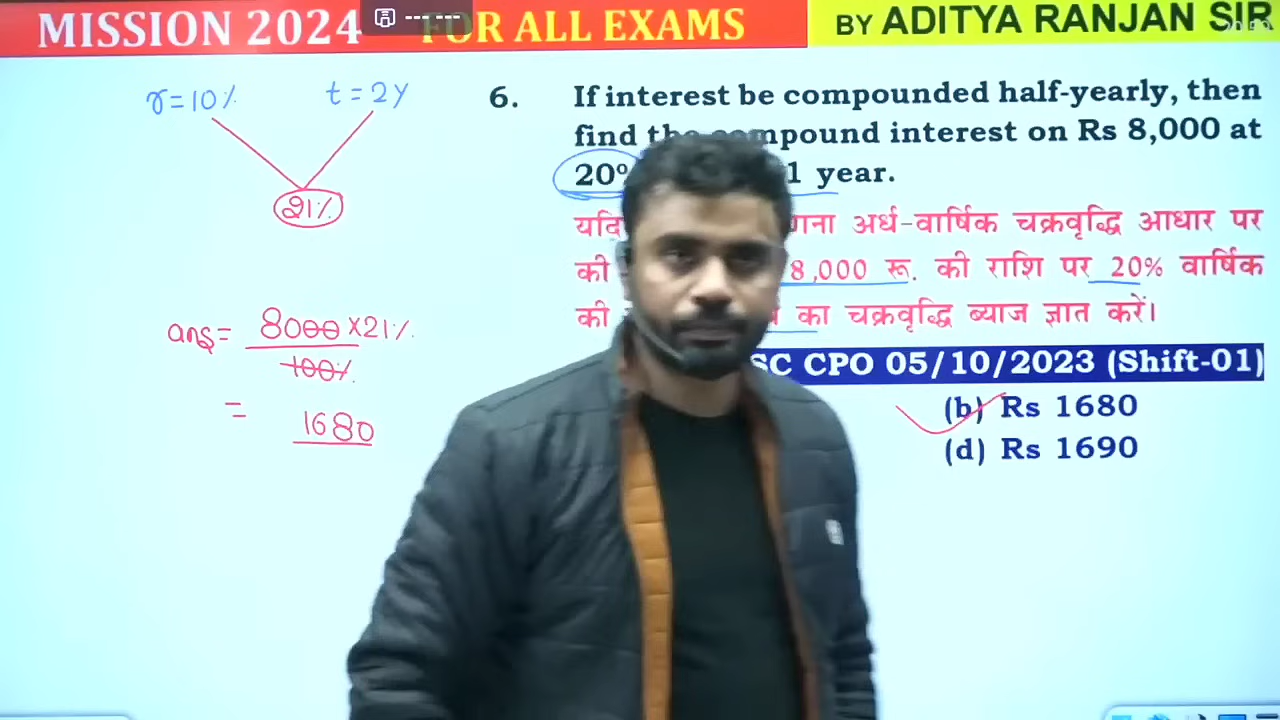 MISSION 2024 FOR ALL EXAMS
BY ADITYA RANJAN SIR
r=10% t=2y
21%
ans= 8000×21%
100%
= 1680
6. If interest be compounded half-yearly, then
find the compound interest on Rs 8,000 at
20% 1 year.
यदि अर्ध-वार्षिक चक्रवृद्धि आधार पर
की 8,000 रू. की राशि पर 20% वार्षिक
की का चक्रवृद्धि ब्याज ज्ञात करें।
SC CPO 05/10/2023 (Shift-01)
(b) Rs 1680
(d) Rs 1690